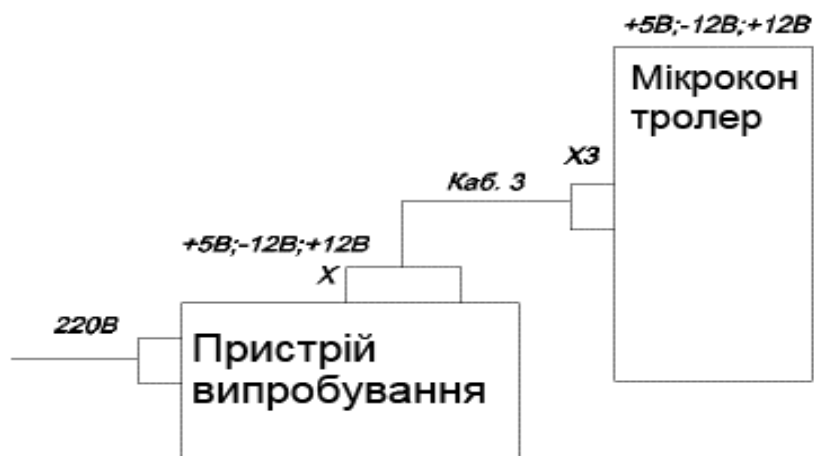 +5В;-12В;+12В
Мікрокон
тролер
Х3
Каб. 3
+5В;-12В;+12В
Х
220В
Пристрій
випробування